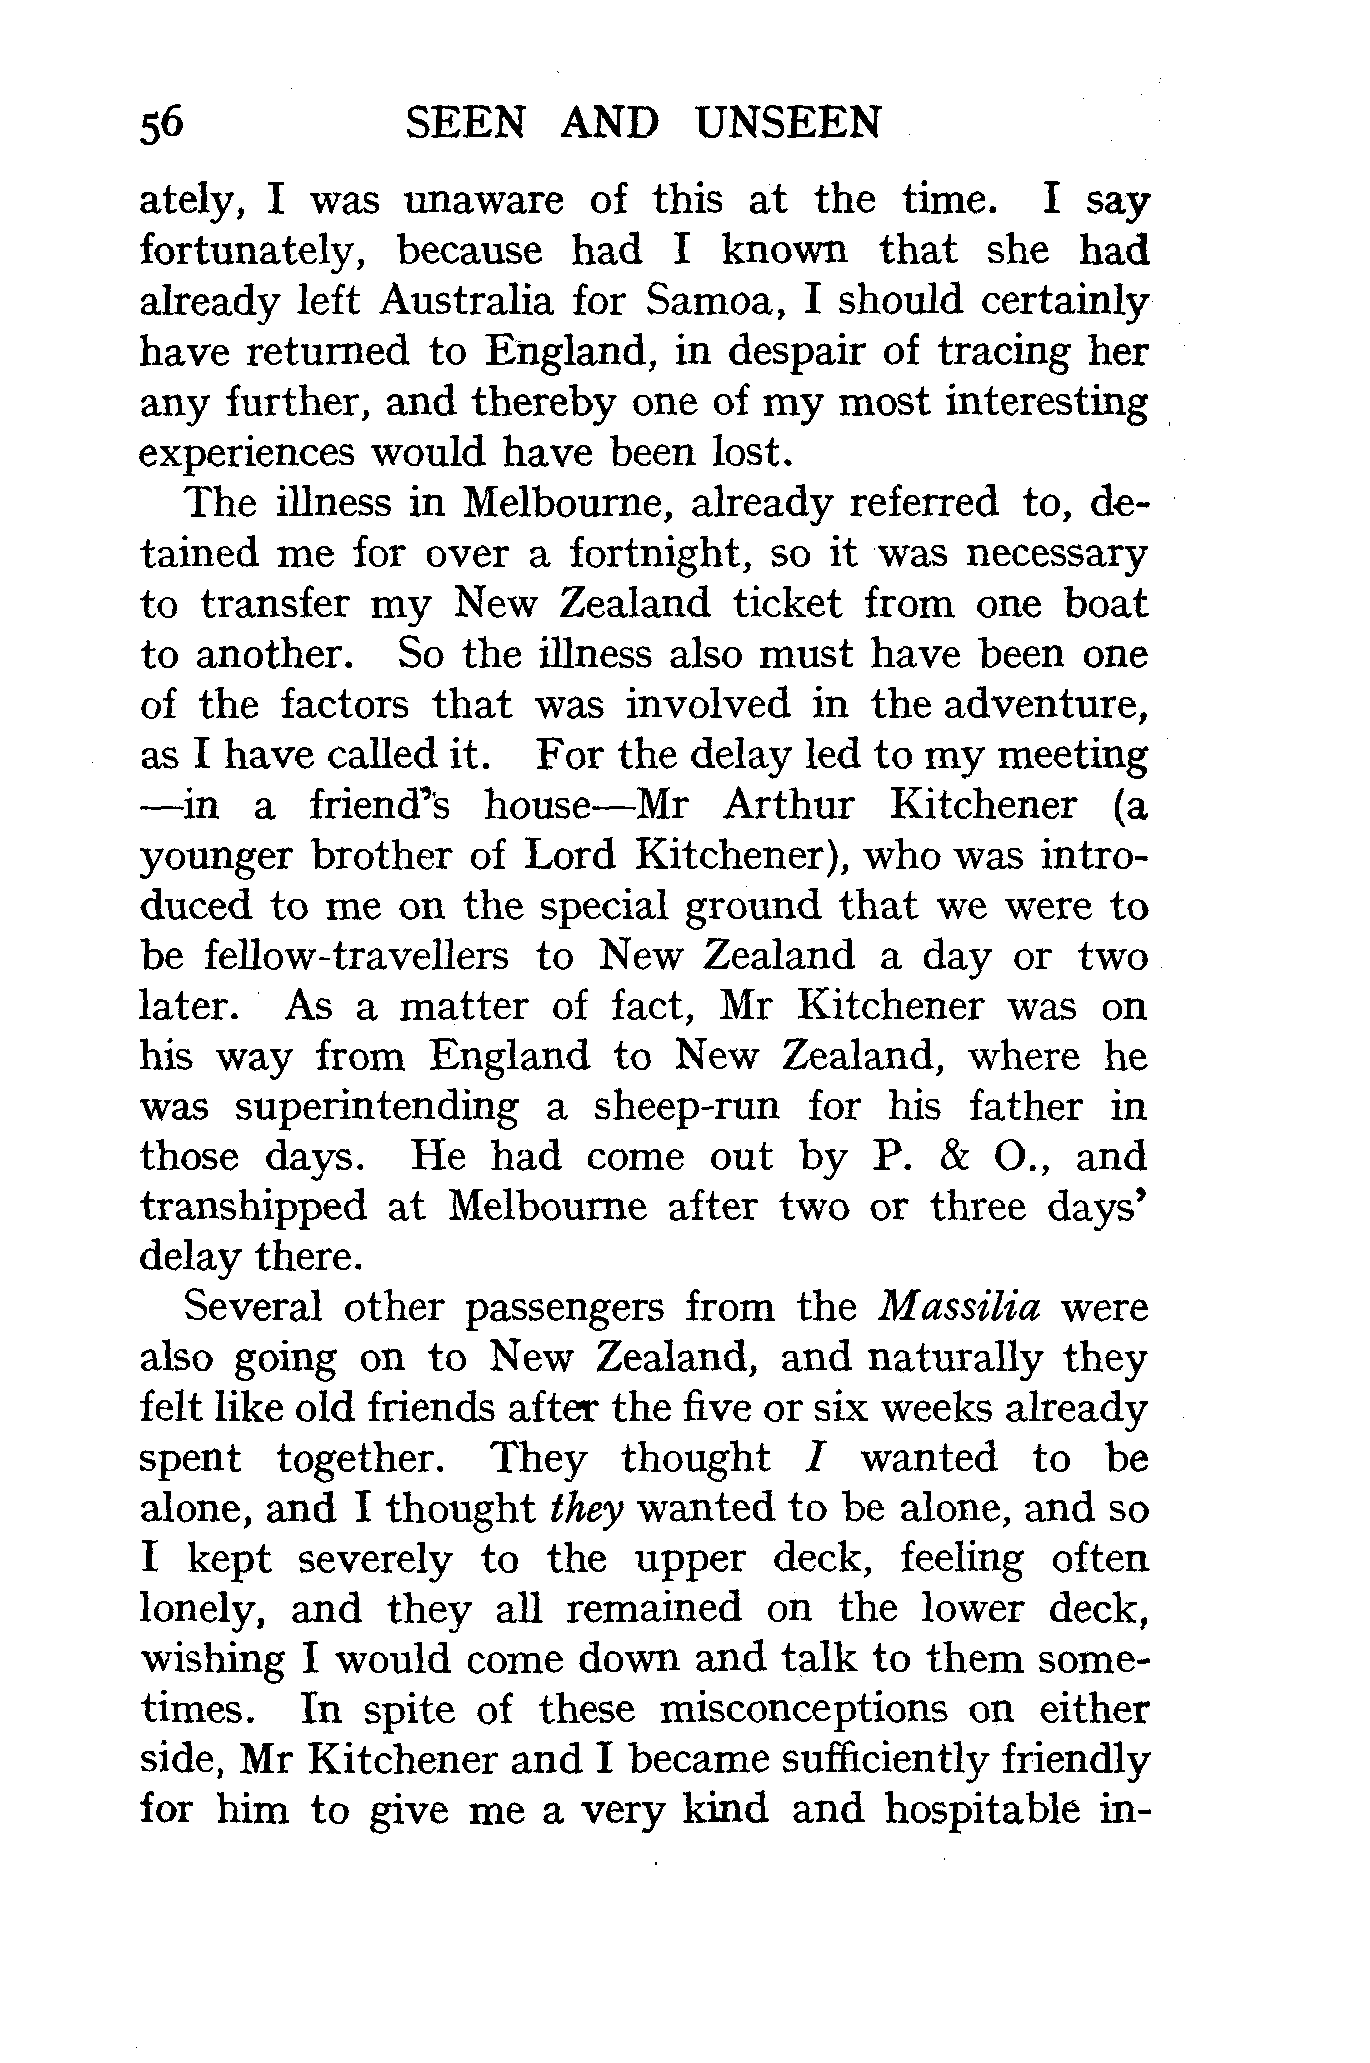 56 SEEN AND UNSEEN
ately, I was unaware of this at the time. I say
fortunately, because had I known that she had
already left Australia for Samoa, I should certainly
have returned to England, in despair of tracing her
any further, and thereby one of my most interesting
experiences would have been lost.
The illness in Melbourne, already referred to, de-
tained me for over a fortnight, so it was necessary
to transfer my New Zealand ticket from one boat
to another. So the illness also must have been one
of the factors that was involved in the adventure,
as I have called it. For the delay led to my meeting
—in a friend's house—Mr Arthur Kitchener (a
younger brother of Lord Kitchener), who was intro-
duced to me on the special ground that we were to
be fellow-travellers to New Zealand a day or two
later. As a matter of fact, Mr Kitchener was on
his way from England to New Zealand, where he
was superintending a sheep-run for his father in
those days. He had come out by P. & O., and
transhipped at Melbourne after two or three days'
delay there.
Several other passengers from the Massilia were
also going on to New Zealand, and naturally they
felt like old friends after the five or six weeks already
spent together. They thought I wanted to be
alone, and I thought they wanted to be alone, and so
I kept severely to the upper deck, feeling often
lonely, and they all remained on the lower deck,
wishing I would come down and talk to them some-
times. In spite of these misconceptions on either
side, Mr Kitchener and I became sufficiently friendly
for him to give me a very kind and hospitable in-